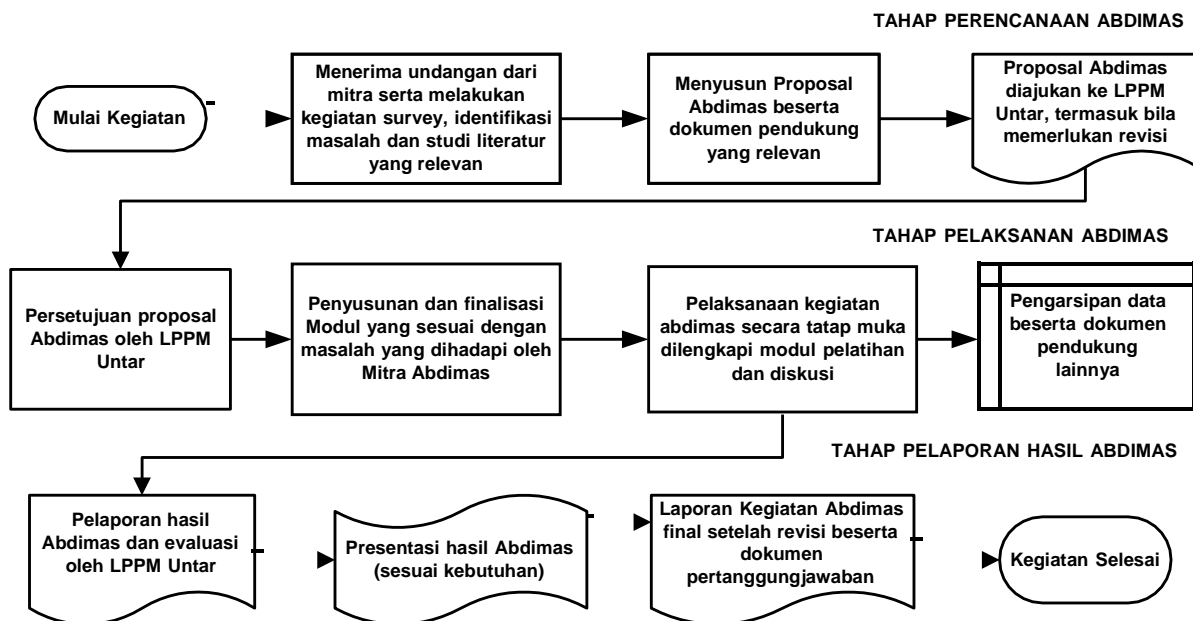 TAHAP PERENCANAAN ABDIMAS
Mulai Kegiatan
Menerima undangan dari
mitra serta melakukan
kegiatan survey, identifikasi
masalah dan studi literatur
yang relevan
Menyusun Proposal
Abdimas beserta
dokumen pendukung
yang relevan
Proposal Abdimas
diajukan ke LPPM
Untar, termasuk bila
memerlukan revisi
TAHAP PELAKSANAN ABDIMAS
Persetujuan proposal
Abdimas oleh LPPM
Untar
Penyusunan dan finalisasi
Modul yang sesuai dengan
masalah yang dihadapi oleh
Mitra Abdimas
Pelaksanaan kegiatan
abdimas secara tatap muka
dilengkapi modul pelatihan
dan diskusi
Pengarsipan data
beserta dokumen
pendukung
lainnya
TAHAP PELAPORAN HASIL ABDIMAS
Pelaporan hasil
Abdimas dan evaluasi
oleh LPPM Untar
Presentasi hasil Abdimas
(sesuai kebutuhan)
Laporan Kegiatan Abdimas
final setelah revisi beserta
dokumen
pertanggungjawaban
Kegiatan Selesai